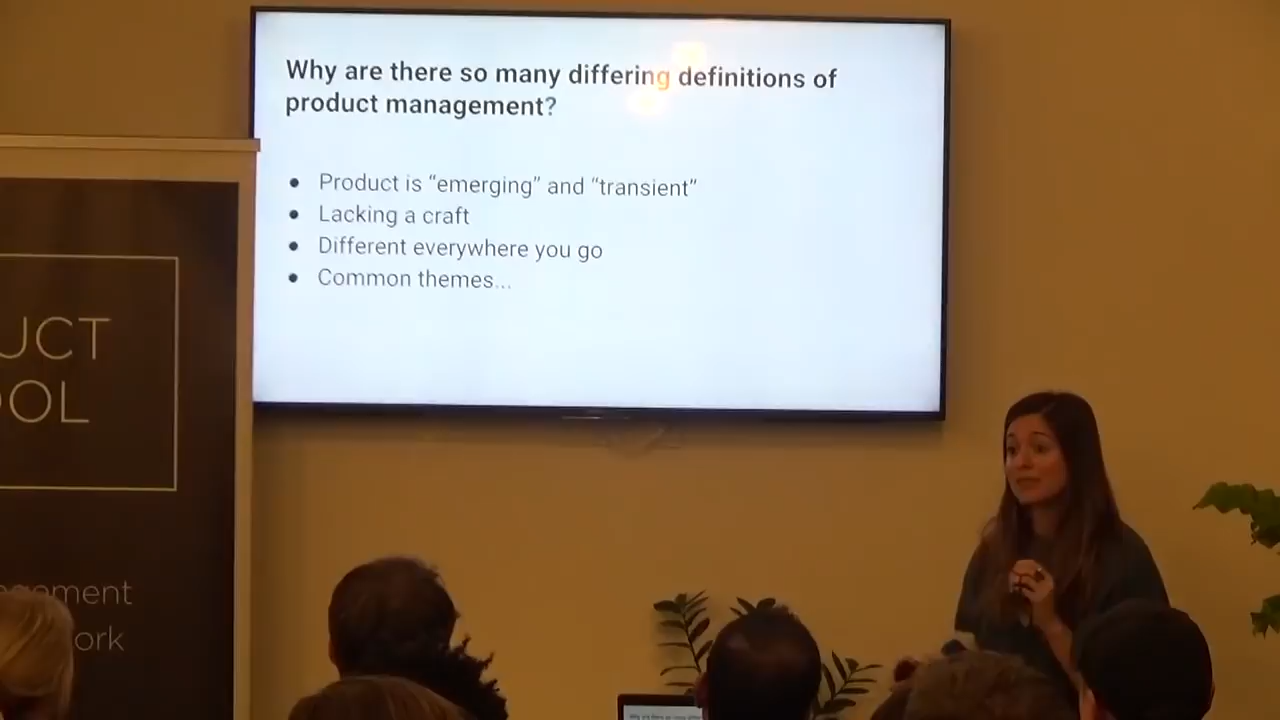 Why are there so many differing definitions of
product management?
● Product is “emerging” and “transient”
● Lacking a craft
● Different everywhere you go
● Common themes...
UCT
OOL
ement
ork